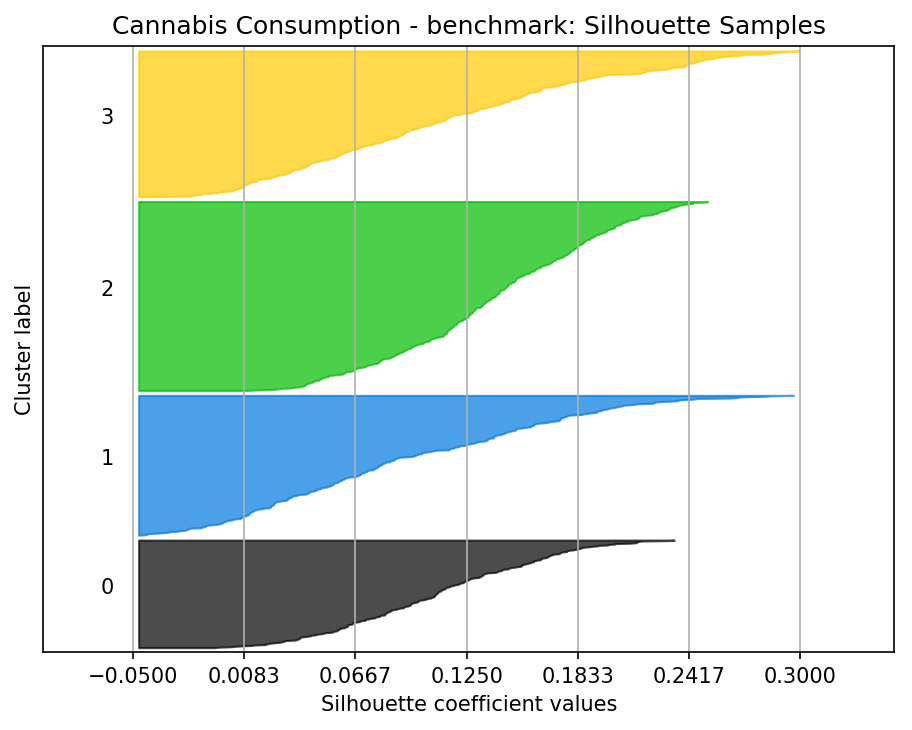 Cannabis Consumption - benchmark: Silhouette Samples
3
2
1
0
Cluster label
−0.0500 0.0083 0.0667 0.1250 0.1833 0.2417 0.3000
Silhouette coefficient values